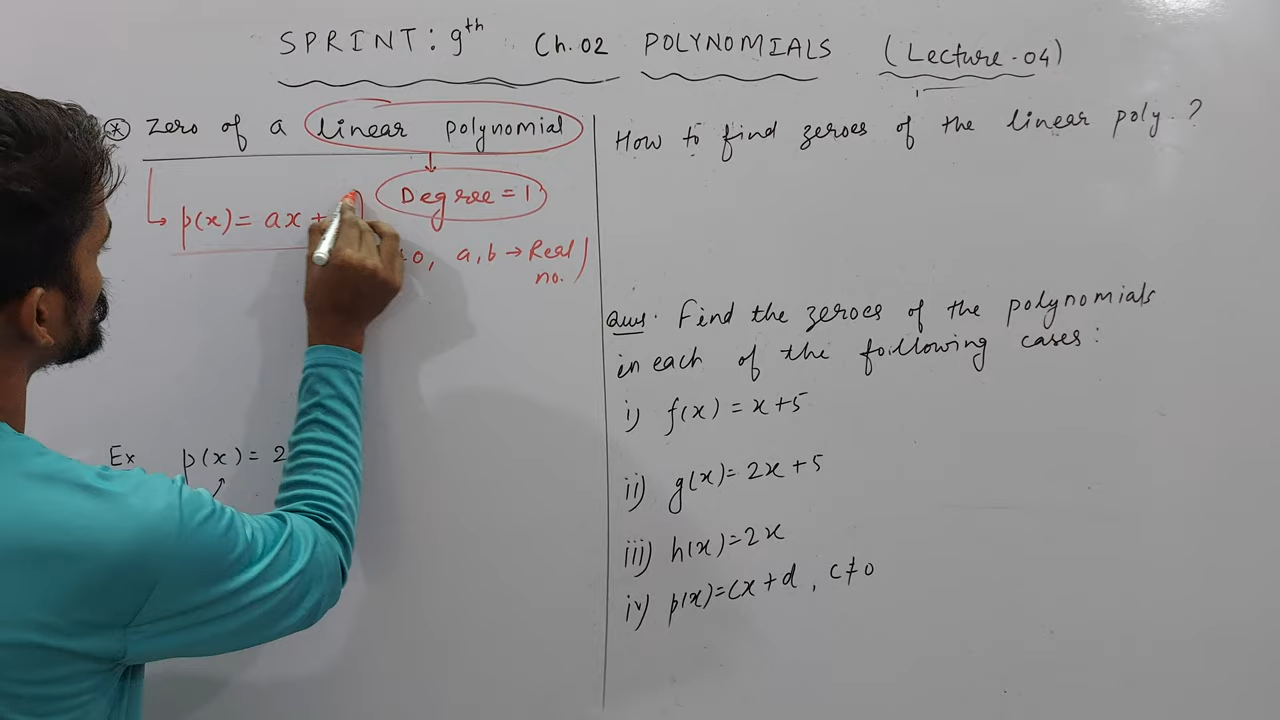 SPRINT: 9th Ch. 02 POLYNOMIALS (Lecture-04)
* Zero of a linear polynomial
Degree = 1
p(x) = ax +
a, b → Real no.
Ex p(x) = 2
How to find zeroes of the linear poly. ?
Ques. Find the zeroes of the polynomials
in each of the following cases:
i) f(x) = x+5
ii) g(x) = 2x+5
iii) h(x) = 2x
iv) p(x) = cx+d, c≠0